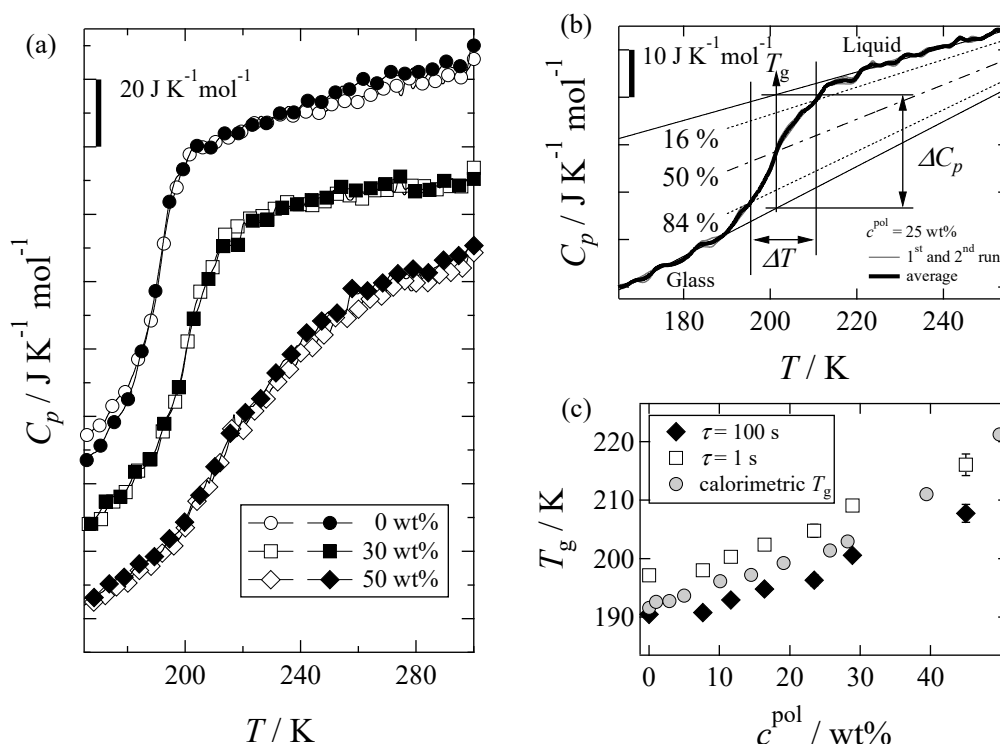 (a)
20 J K⁻¹ mol⁻¹
C_p / J K⁻¹ mol⁻¹
0 wt%
30 wt%
50 wt%
200 240 280
T / K
(b)
10 J K⁻¹mol⁻¹
T_g
Liquid
16 %
50 %
84 %
ΔC_p
ΔT
Glass
c^pol = 25 wt%
1st and 2nd run
average
C_p / J K⁻¹ mol⁻¹
180 200 220 240
T / K
(c)
τ = 100 s
τ = 1 s
calorimetric T_g
T_g / K
220
210
200
190
0 10 20 30 40
c^pol / wt%